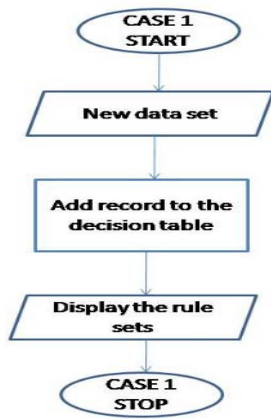 CASE 1
START
New data set
Add record to the
decision table
Display the rule
sets
CASE 1
STOP